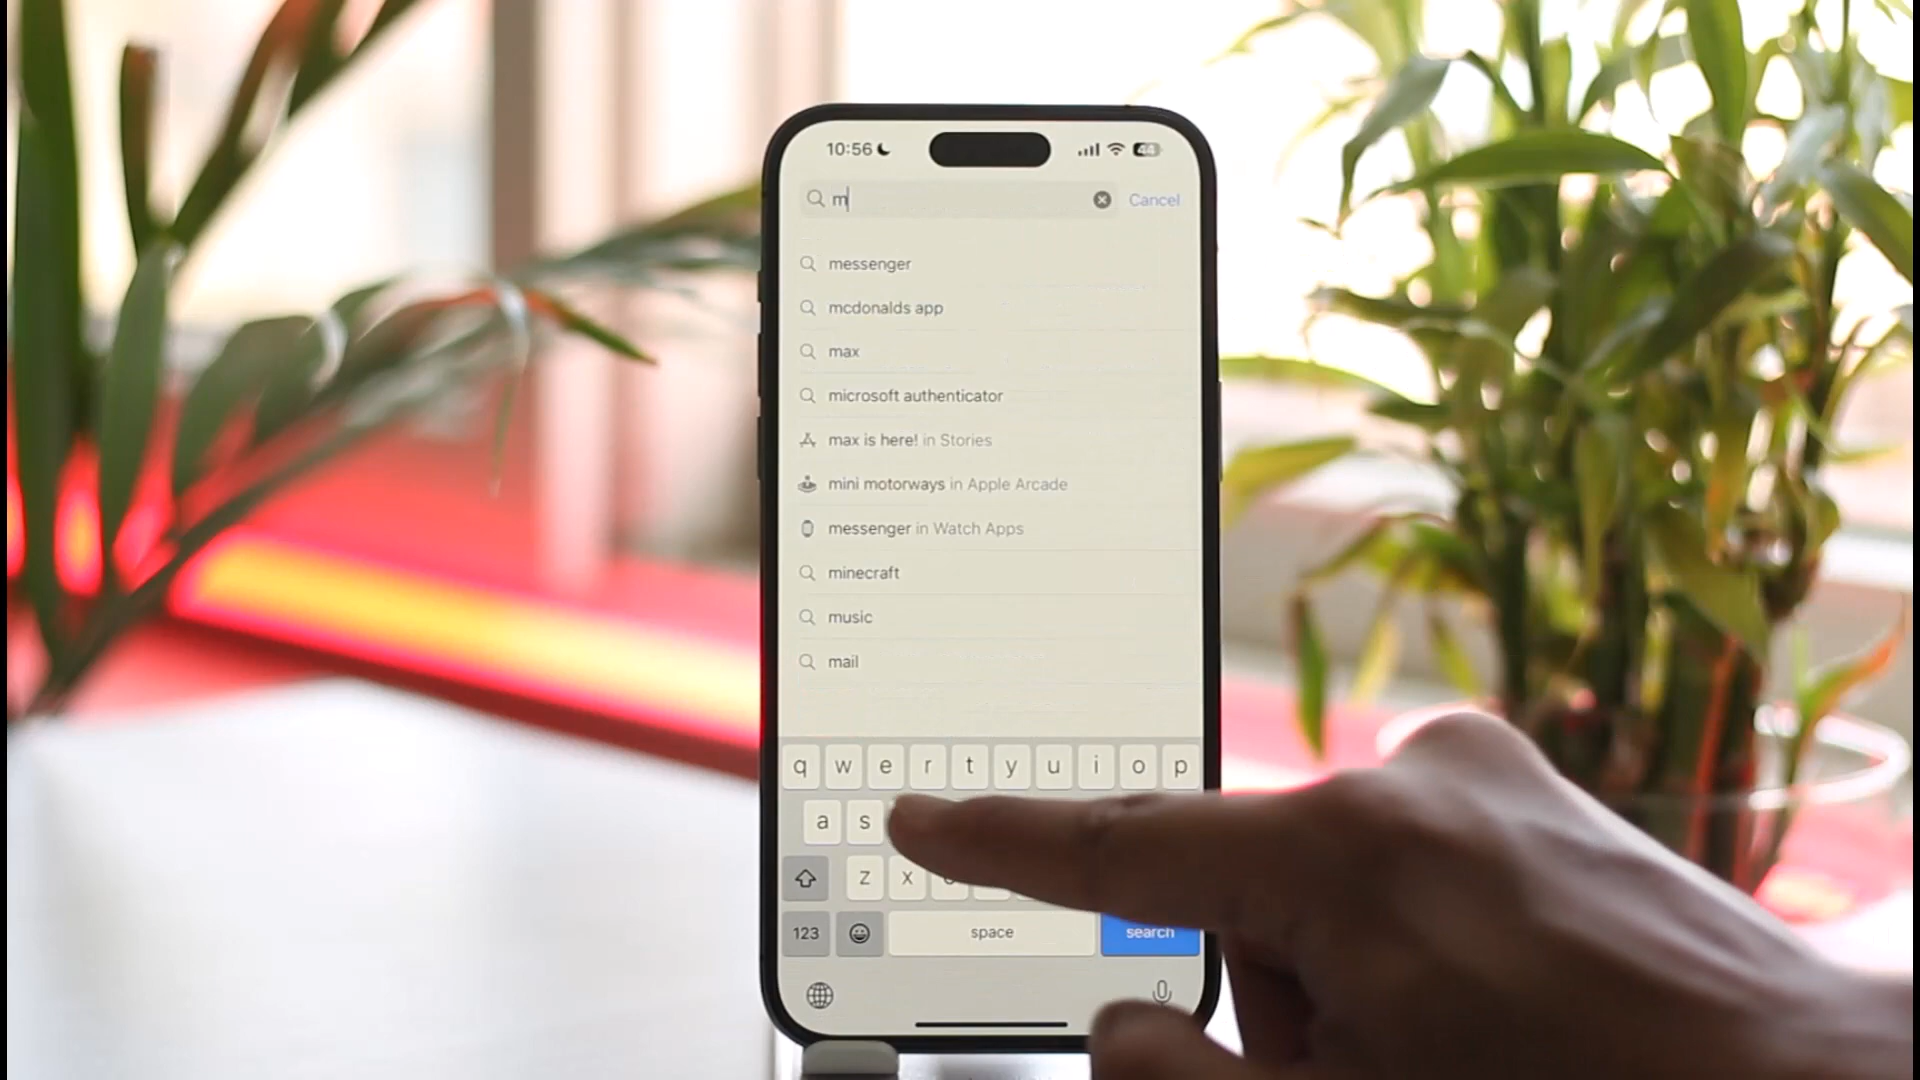 10:56 44
m Cancel
messenger
mcdonalds app
max
microsoft authenticator
max is here! in Stories
mini motorways in Apple Arcade
messenger in Watch Apps
minecraft
music
mail
q w e r t y u i o p
a s
z x
123 space search